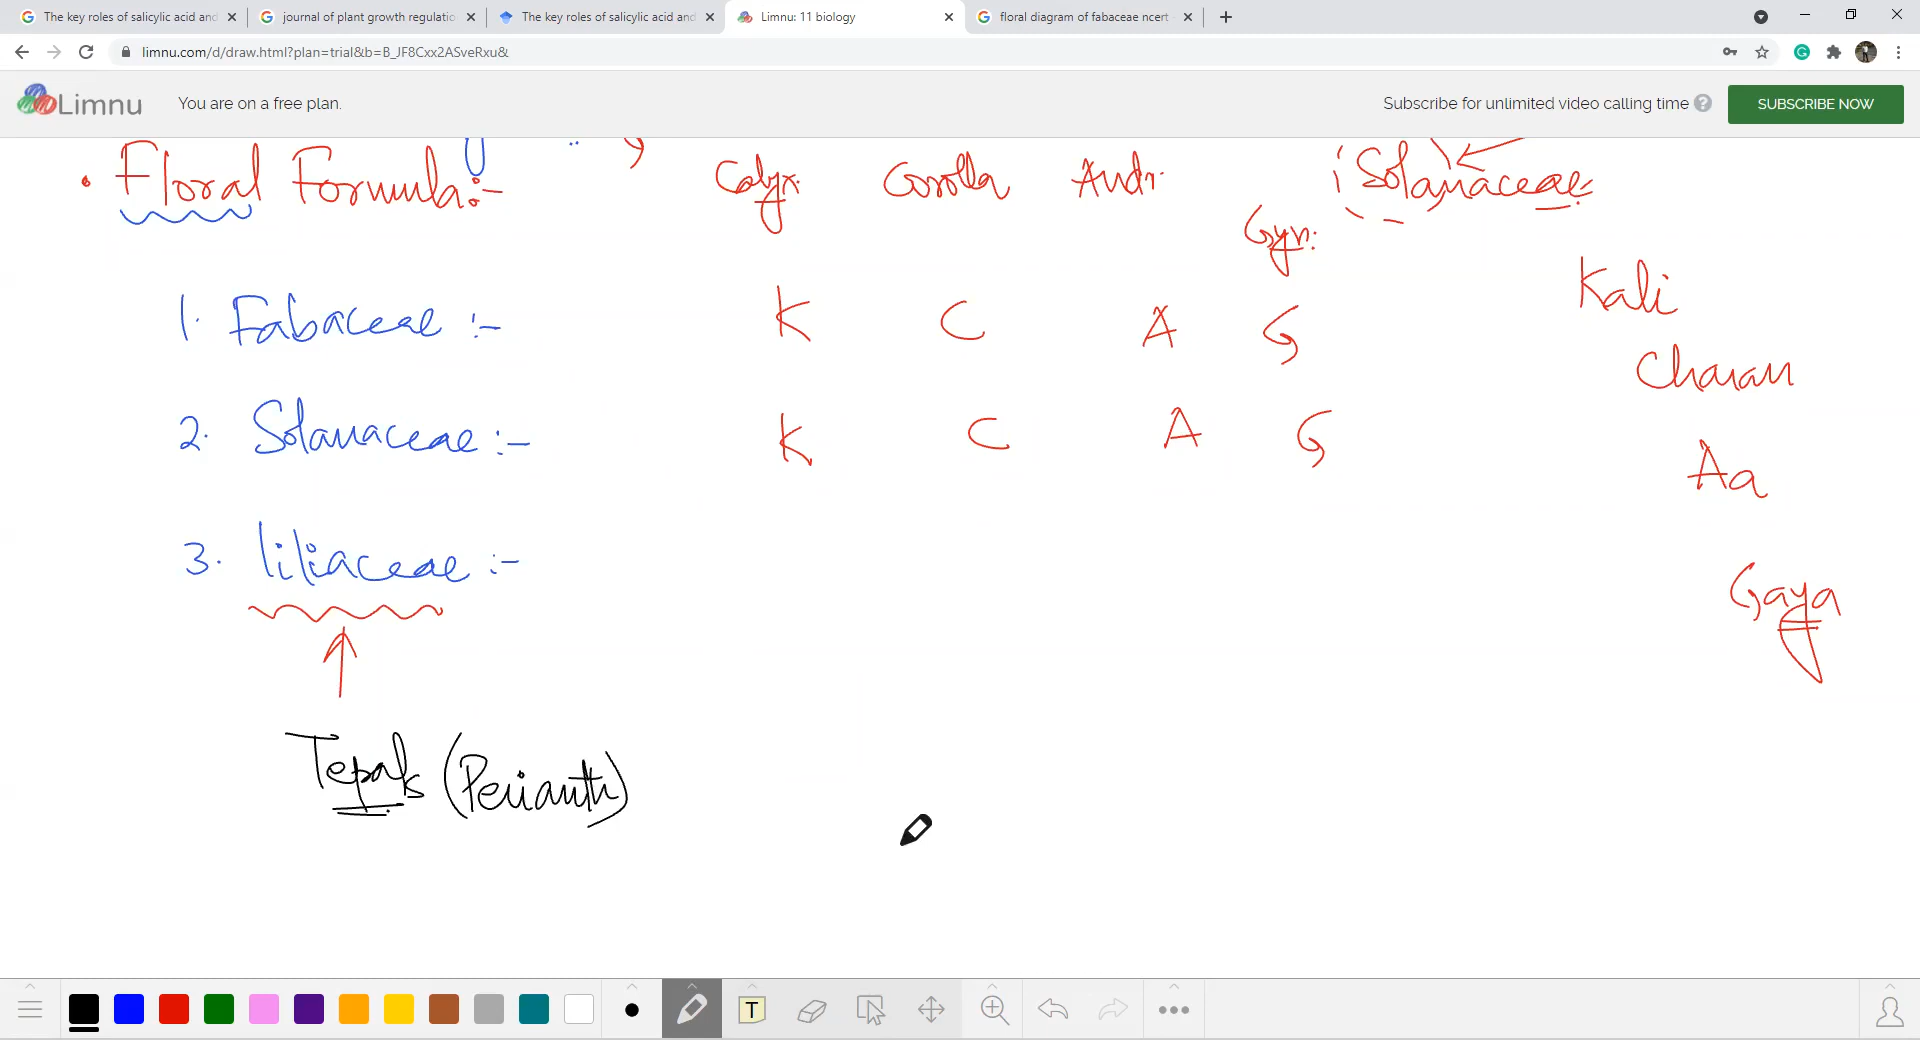 The key roles of salicylic acid and
journal of plant growth regulatio
The key roles of salicylic acid and
Limnu: 11 biology
floral diagram of fabaceae ncert
limnu.com/d/draw.html?plan=trial&b=B_JF8Cxx2ASveRxu&
Limnu
You are on a free plan.
Subscribe for unlimited video calling time ?
SUBSCRIBE NOW
• Floral Formula:-
Calyx. Corolla Andr.
Solanaceae
Gyn:
1. Fabaceae :- K C A G
Kali
Charan
2. Solanaceae :- K C A G
Aa
3. liliaceae :-
Gaya
Tepals (Perianth)
T